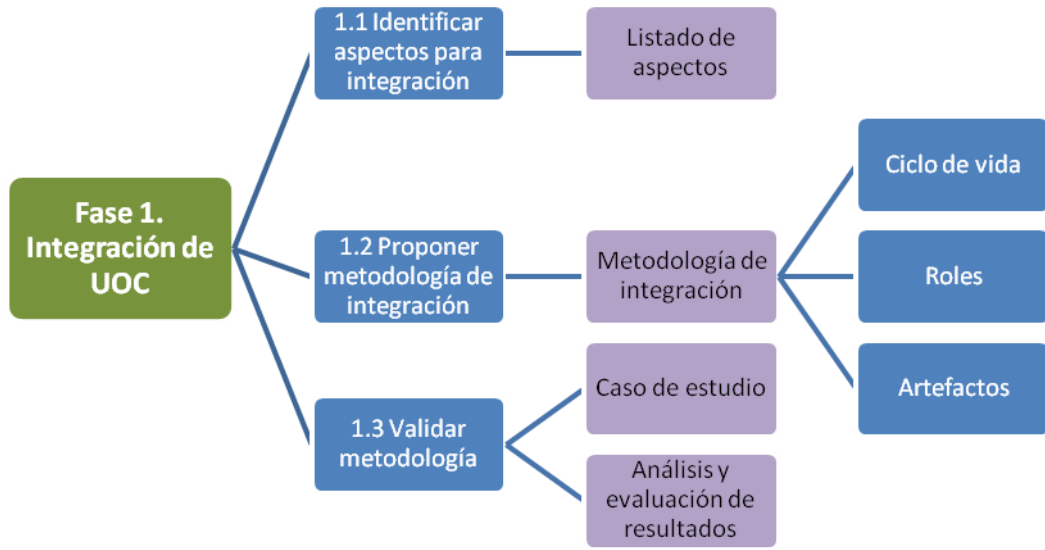 1.1 Identificar
aspectos para
integración
Listado de
aspectos
Fase 1.
Integración de
UOC
1.2 Proponer
metodología de
integración
Metodología de
integración
Ciclo de vida
Roles
Artefactos
1.3 Validar
metodología
Caso de estudio
Análisis y
evaluación de
resultados